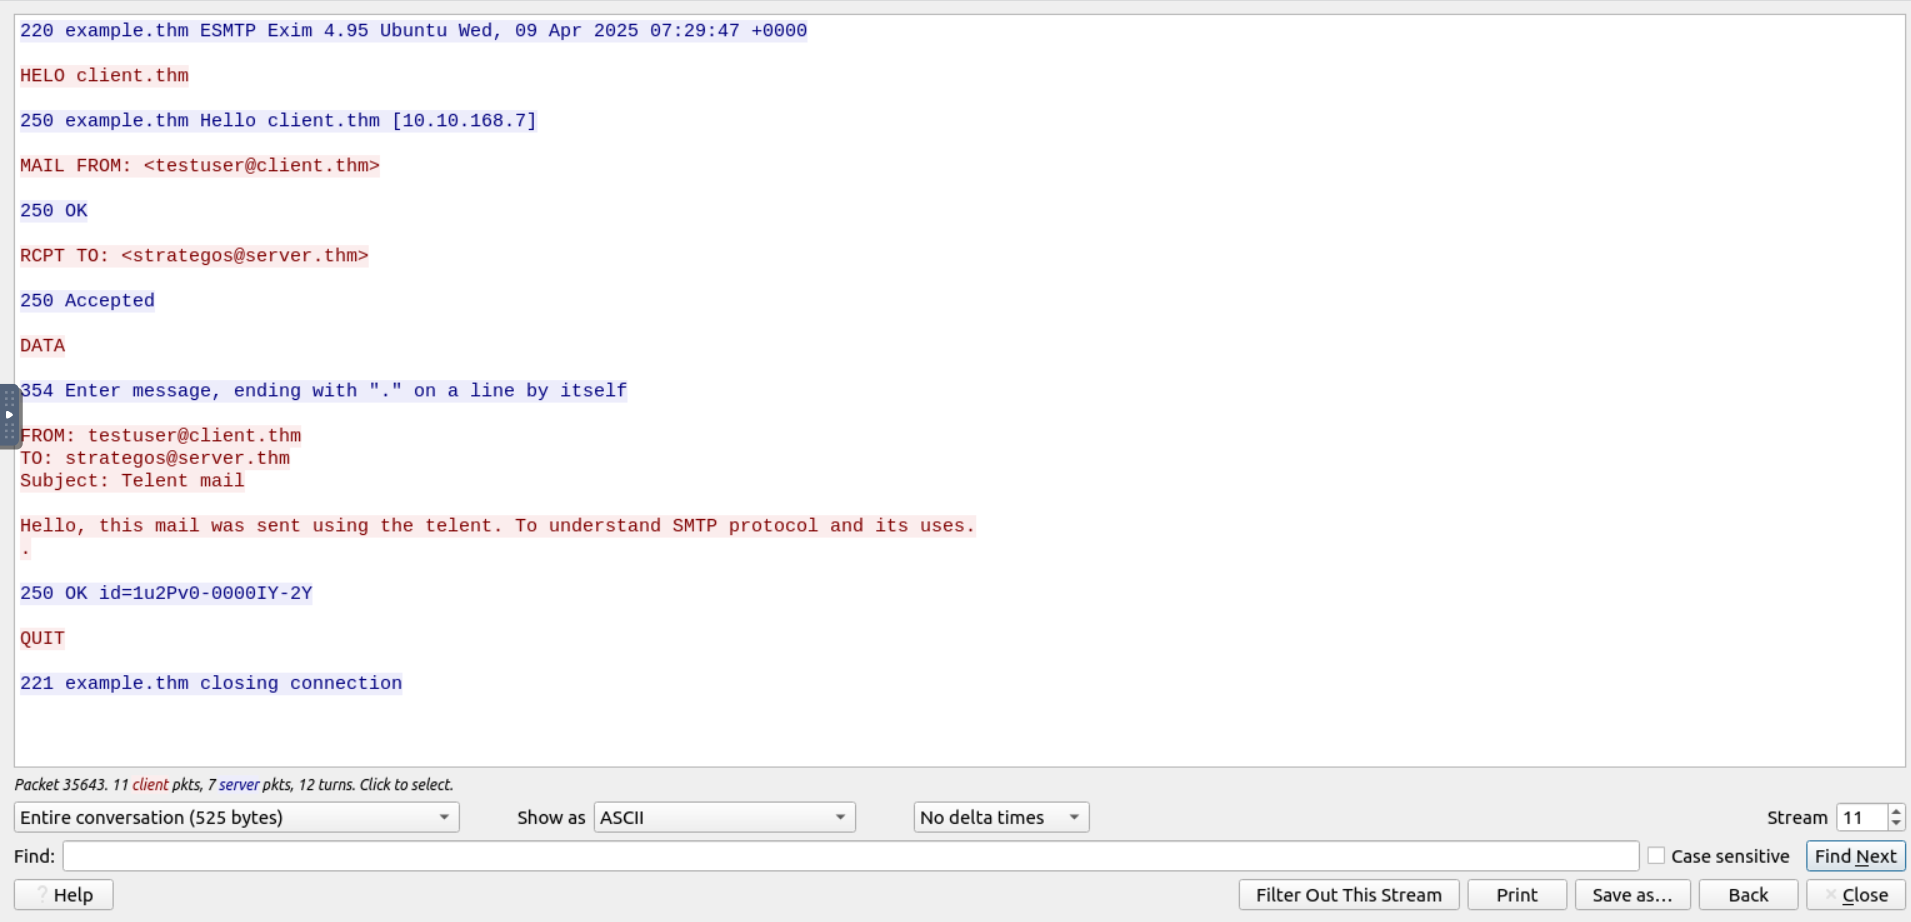 220 example.thm ESMTP Exim 4.95 Ubuntu Wed, 09 Apr 2025 07:29:47 +0000
HELO client.thm
250 example.thm Hello client.thm [10.10.168.7]
MAIL FROM: <testuser@client.thm>
250 OK
RCPT TO: <strategos@server.thm>
250 Accepted
DATA
354 Enter message, ending with "." on a line by itself
FROM: testuser@client.thm
TO: strategos@server.thm
Subject: Telent mail
Hello, this mail was sent using the telent. To understand SMTP protocol and its uses.
.
250 OK id=1u2Pv0-0000IY-2Y
QUIT
221 example.thm closing connection
Packet 35643. 11 client pkts, 7 server pkts, 12 turns. Click to select.
Entire conversation (525 bytes) Show as ASCII No delta times Stream 11
Find: Case sensitive Find Next
Help Filter Out This Stream Print Save as... Back Close